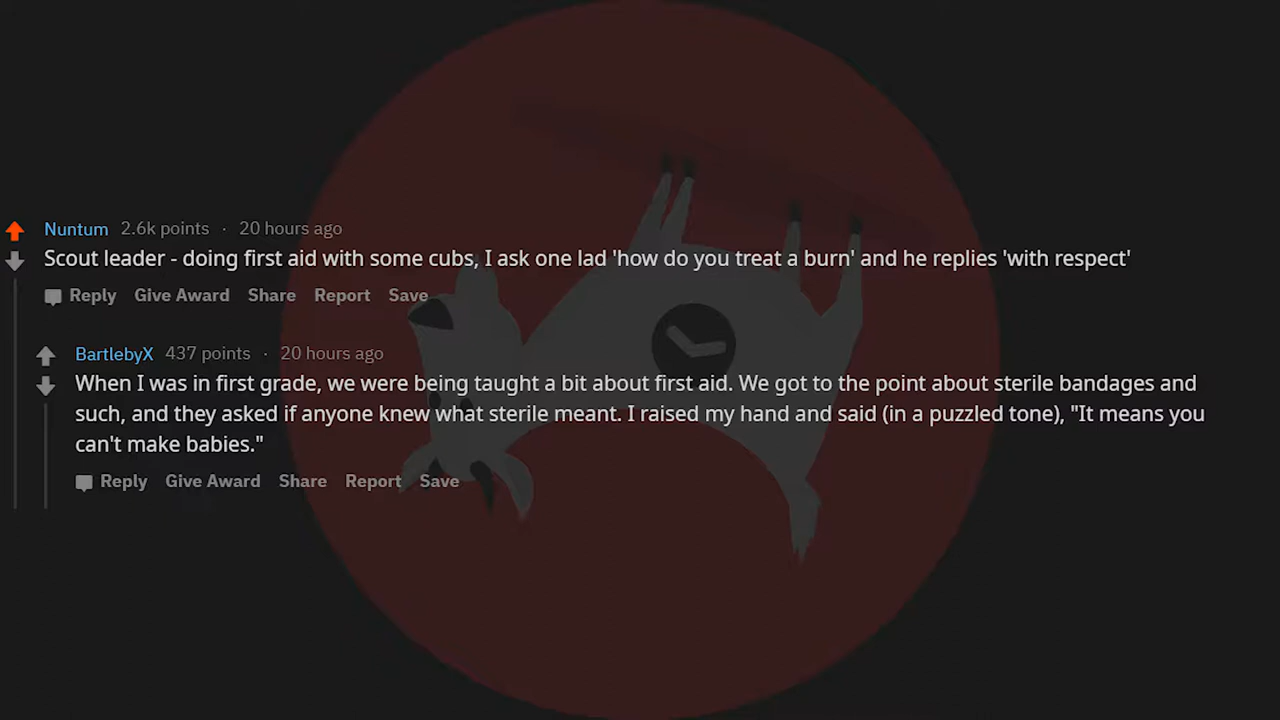 Nuntum 2.6k points · 20 hours ago
Scout leader - doing first aid with some cubs, I ask one lad 'how do you treat a burn' and he replies 'with respect'
Reply Give Award Share Report Save
BartlebyX 437 points · 20 hours ago
When I was in first grade, we were being taught a bit about first aid. We got to the point about sterile bandages and
such, and they asked if anyone knew what sterile meant. I raised my hand and said (in a puzzled tone), "It means you
can't make babies."
Reply Give Award Share Report Save